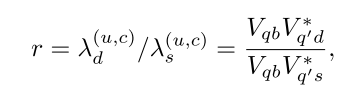 r = λ_d^{(u,c)}/λ_s^{(u,c)} = \frac{V_{qb}V_{q'd}^*}{V_{qb}V_{q's}^*},